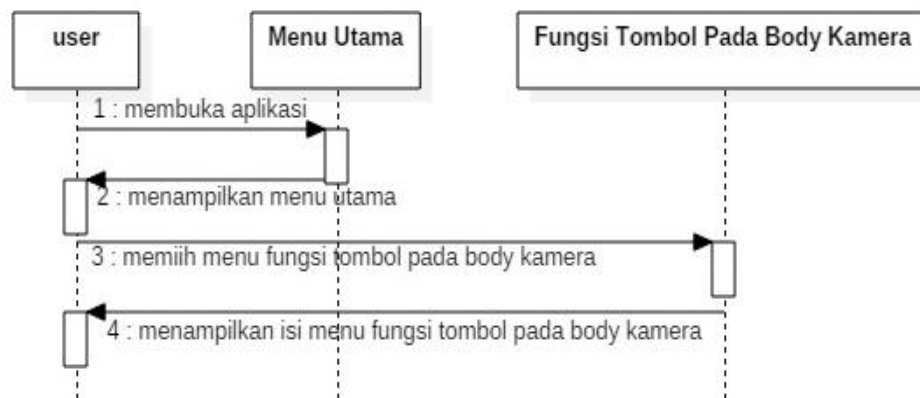 user
Menu Utama
Fungsi Tombol Pada Body Kamera
1 : membuka aplikasi
2 : menampilkan menu utama
3 : memiih menu fungsi tombol pada body kamera
4 : menampilkan isi menu fungsi tombol pada body kamera